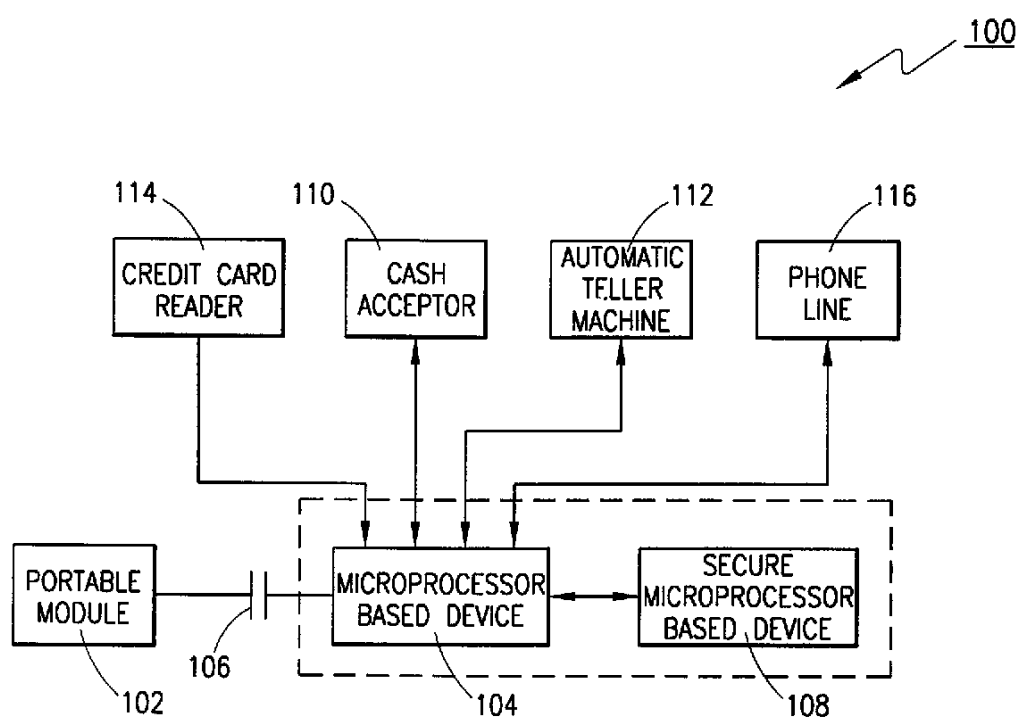 100
114
110
112
116
CREDIT CARD
READER
CASH
ACCEPTOR
AUTOMATIC
TELLER
MACHINE
PHONE
LINE
PORTABLE
MODULE
MICROPROCESSOR
BASED DEVICE
SECURE
MICROPROCESSOR
BASED DEVICE
106
102
104
108